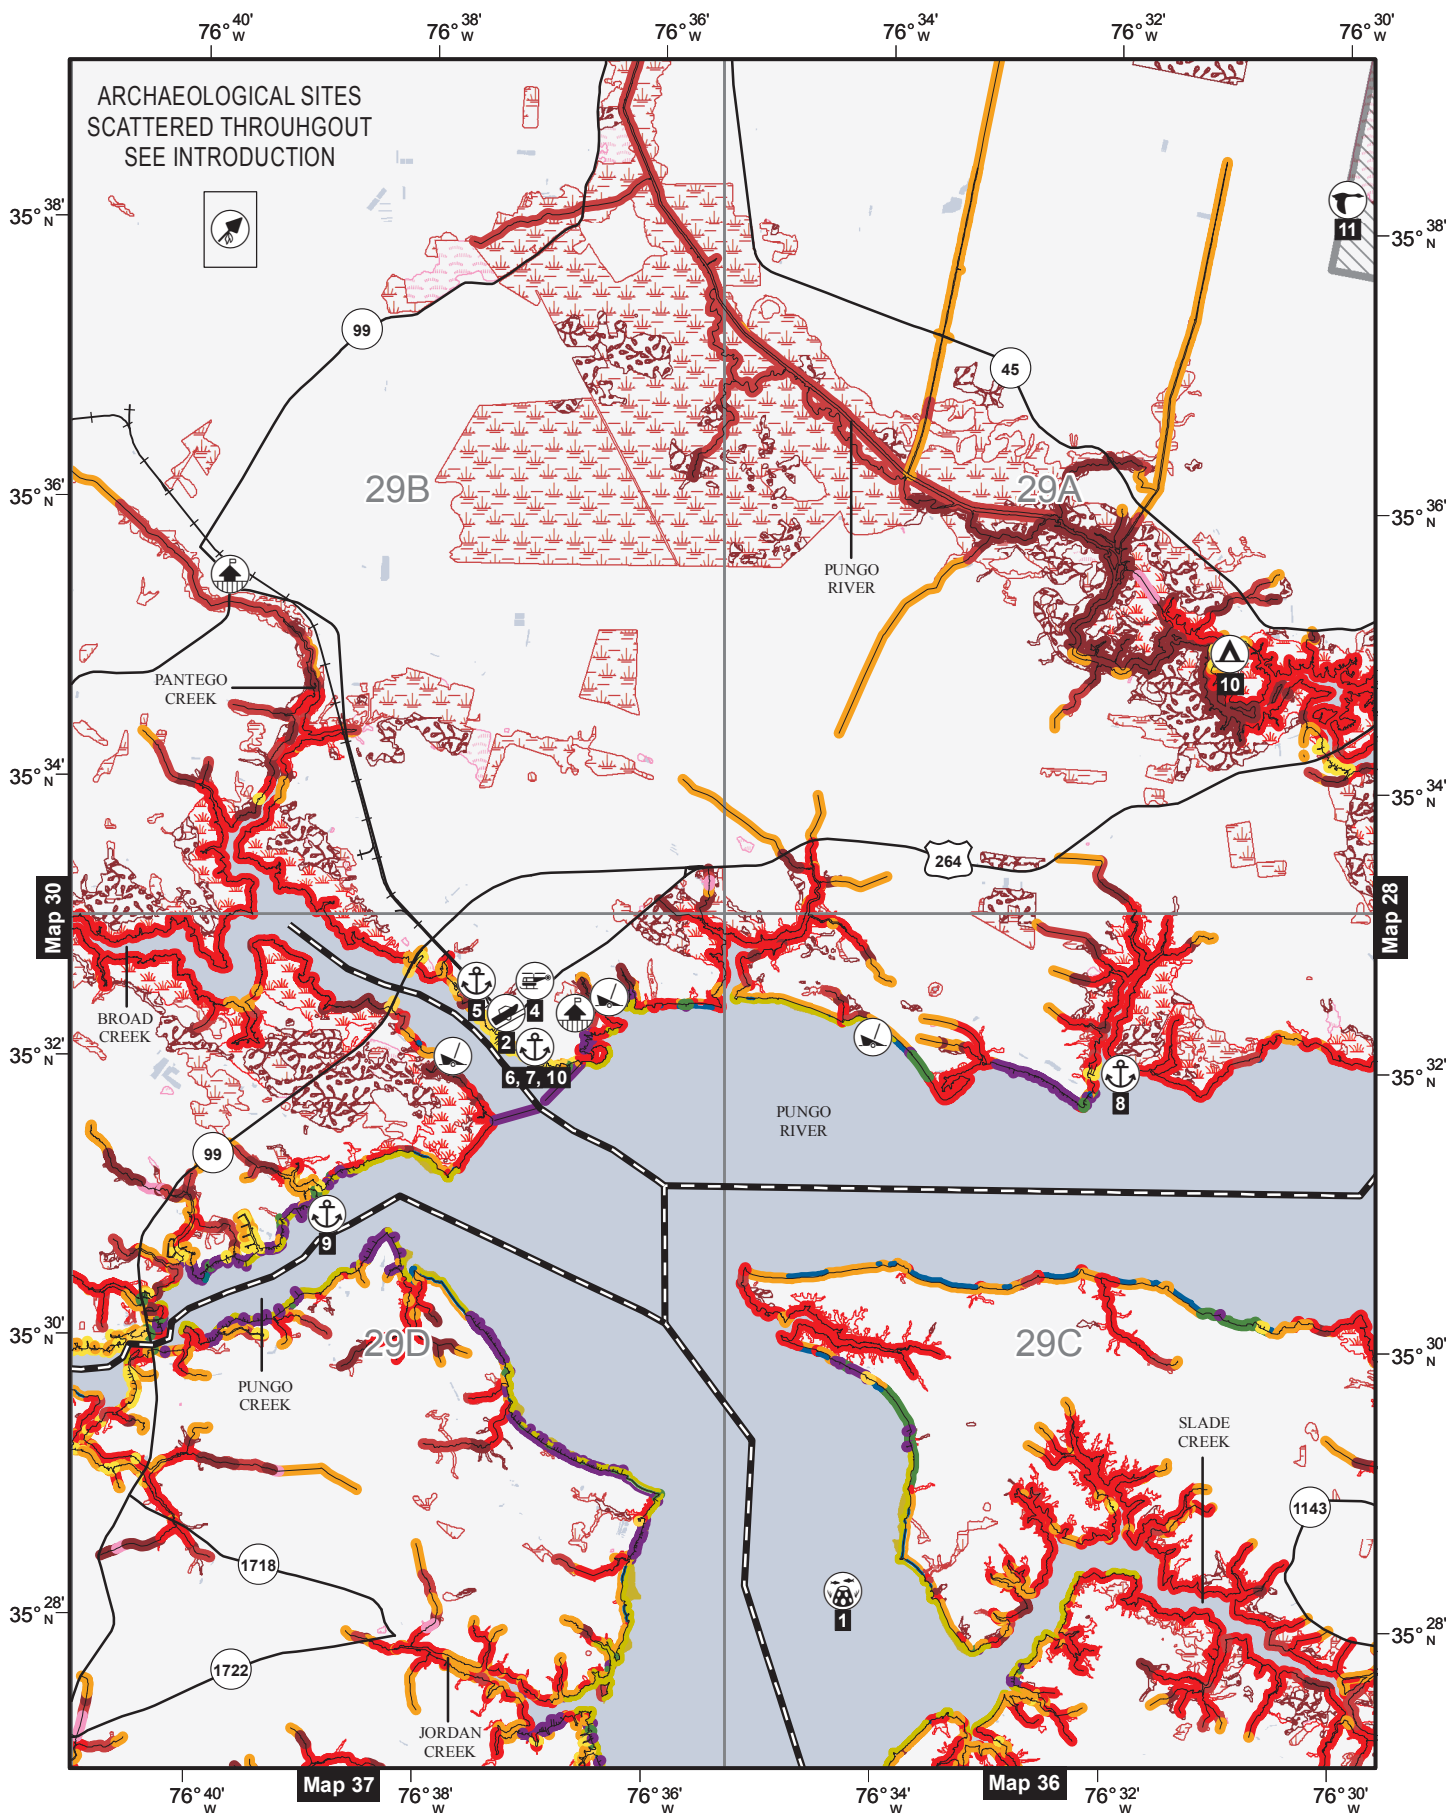 76° 40' W
76° 38' W
76° 36' W
76° 34' W
76° 32' W
76° 30' W
ARCHAEOLOGICAL SITES
SCATTERED THROUHGOUT
SEE INTRODUCTION
35° 38' N
35° 38' N
11
99
45
29B
29A
35° 36' N
35° 36' N
PUNGO
RIVER
10
PANTEGO
CREEK
35° 34' N
35° 34' N
264
Map 30
Map 28
5
4
2
6, 7, 10
BROAD
CREEK
35° 32' N
35° 32' N
8
PUNGO
RIVER
99
9
35° 30' N
35° 30' N
29D
29C
PUNGO
CREEK
SLADE
CREEK
1143
1718
1
35° 28' N
35° 28' N
1722
JORDAN
CREEK
Map 37
Map 36
76° 40' W
76° 38' W
76° 36' W
76° 34' W
76° 32' W
76° 30' W